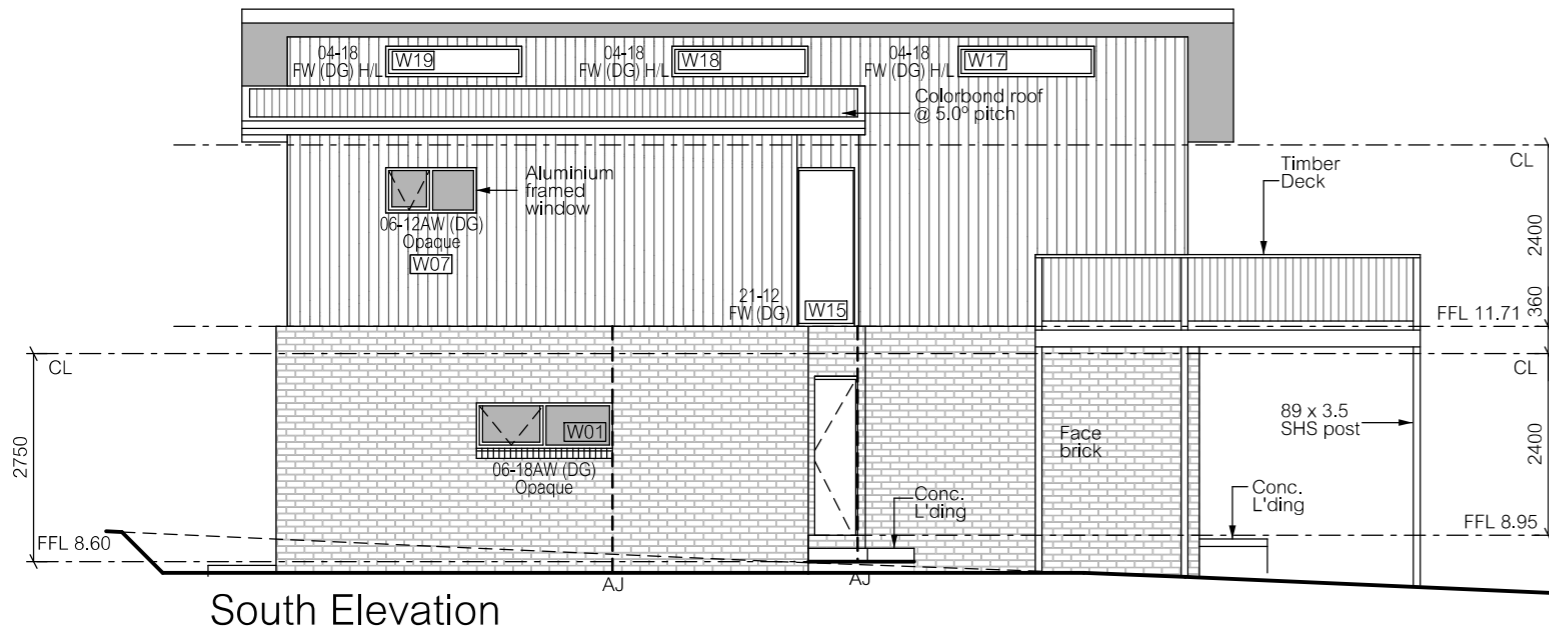 04-18
FW (DG) H/L
W19
04-18
FW (DG) H/L
W18
04-18
FW (DG) H/L
W17
Colorbond roof
@ 5.0° pitch
CL
Timber
Deck
Aluminium
framed
window
06-12AW (DG)
Opaque
W07
2400
21-12
FW (DG)
W15
FFL 11.71
360
CL
CL
W01
06-18AW (DG)
Opaque
Face
brick
89 x 3.5
SHS post
2400
2750
Conc.
L'ding
Conc.
L'ding
FFL 8.95
FFL 8.60
AJ
AJ
South Elevation